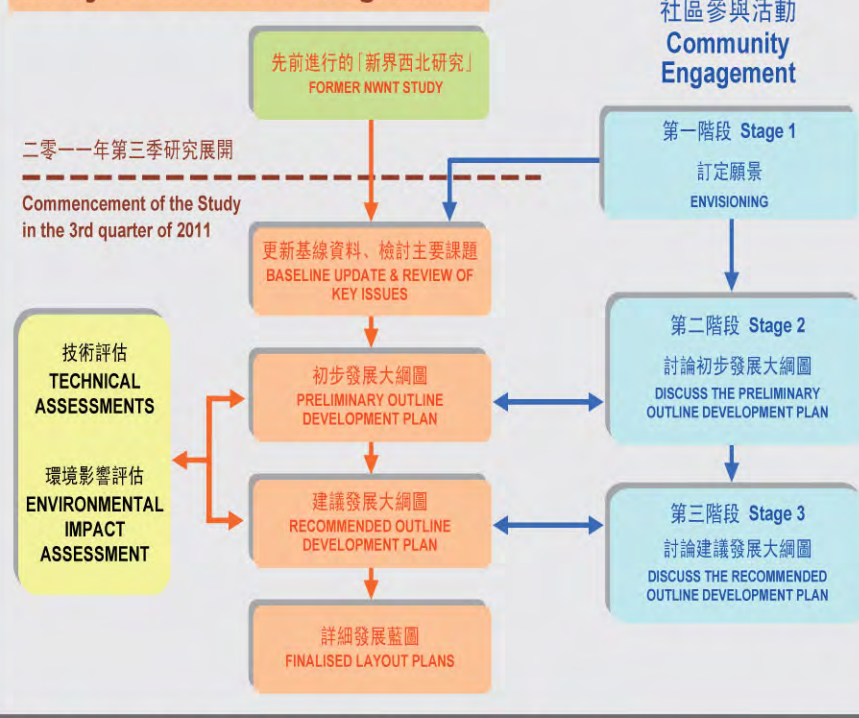 社區參與活動
Community
Engagement
先前進行的「新界西北研究」
FORMER NWNT STUDY
第一階段 Stage 1
訂定願景
ENVISIONING
二零一一年第三季研究展開
Commencement of the Study
in the 3rd quarter of 2011
更新基線資料、檢討主要課題
BASELINE UPDATE & REVIEW OF
KEY ISSUES
第二階段 Stage 2
討論初步發展大綱圖
DISCUSS THE PRELIMINARY
OUTLINE DEVELOPMENT PLAN
技術評估
TECHNICAL
ASSESSMENTS
環境影響評估
ENVIRONMENTAL
IMPACT
ASSESSMENT
初步發展大綱圖
PRELIMINARY OUTLINE
DEVELOPMENT PLAN
建議發展大綱圖
RECOMMENDED OUTLINE
DEVELOPMENT PLAN
第三階段 Stage 3
討論建議發展大綱圖
DISCUSS THE RECOMMENDED
OUTLINE DEVELOPMENT PLAN
詳細發展藍圖
FINALISED LAYOUT PLANS